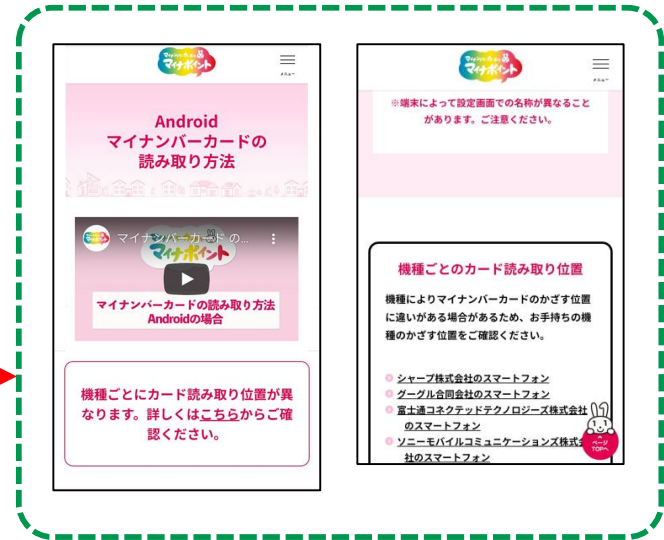 マイナポイント
メニュー
Android
マイナンバーカードの
読み取り方法
マイナンバーカード の...
マイナポイント
マイナンバーカードの読み取り方法
Androidの場合
機種ごとにカード読み取り位置が異
なります。詳しくはこちらからご確
認ください。
マイナポイント
メニュー
※端末によって設定画面での名称が異なること
があります。ご注意ください。
機種ごとのカード読み取り位置
機種によりマイナンバーカードのかざす位置
に違いがある場合があるため、お手持ちの機
種のかざす位置をご確認ください。
シャープ株式会社のスマートフォン
グーグル合同会社のスマートフォン
富士通コネクテッドテクノロジーズ株式会社
のスマートフォン
ソニーモバイルコミュニケーションズ株式会
社のスマートフォン
ページ
TOPへ